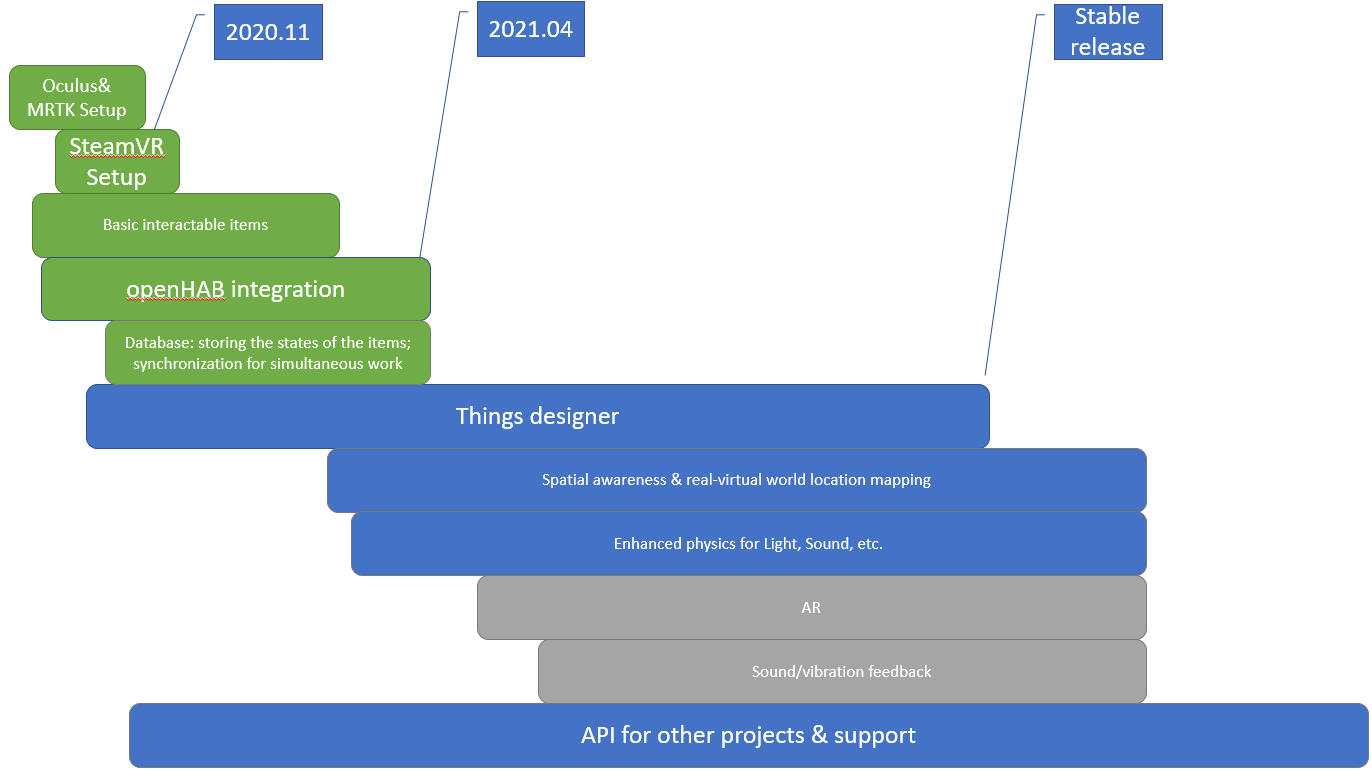 2020.11
2021.04
Stable
release
Oculus&
MRTK Setup
SteamVR
Setup
Basic interactable items
openHAB integration
Database: storing the states of the items;
synchronization for simultaneous work
Things designer
Spatial awareness & real-virtual world location mapping
Enhanced physics for Light, Sound, etc.
AR
Sound/vibration feedback
API for other projects & support